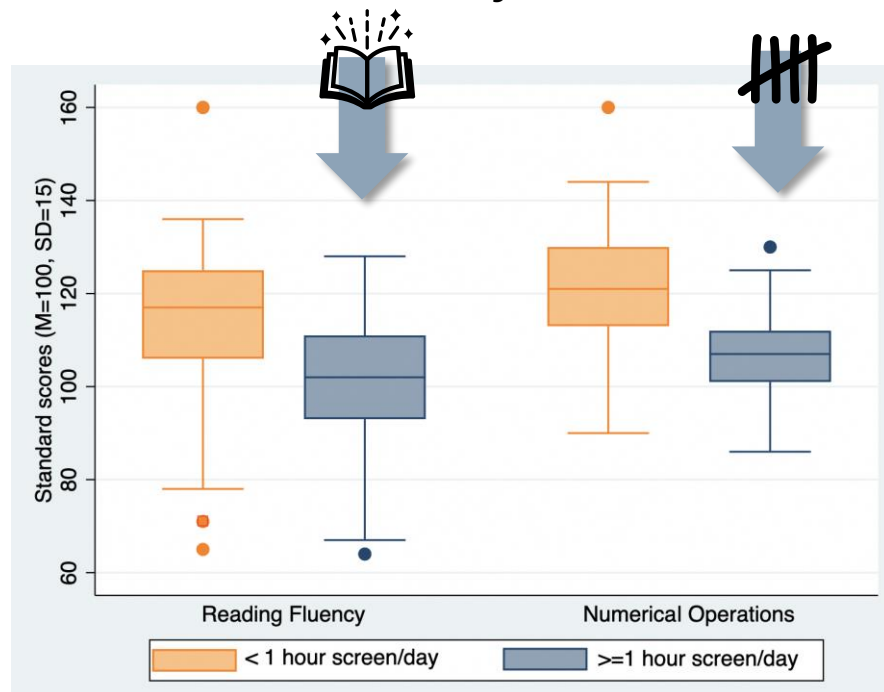 Standard scores (M=100, SD=15)
160
140
120
100
80
60
Reading Fluency
Numerical Operations
< 1 hour screen/day
>=1 hour screen/day